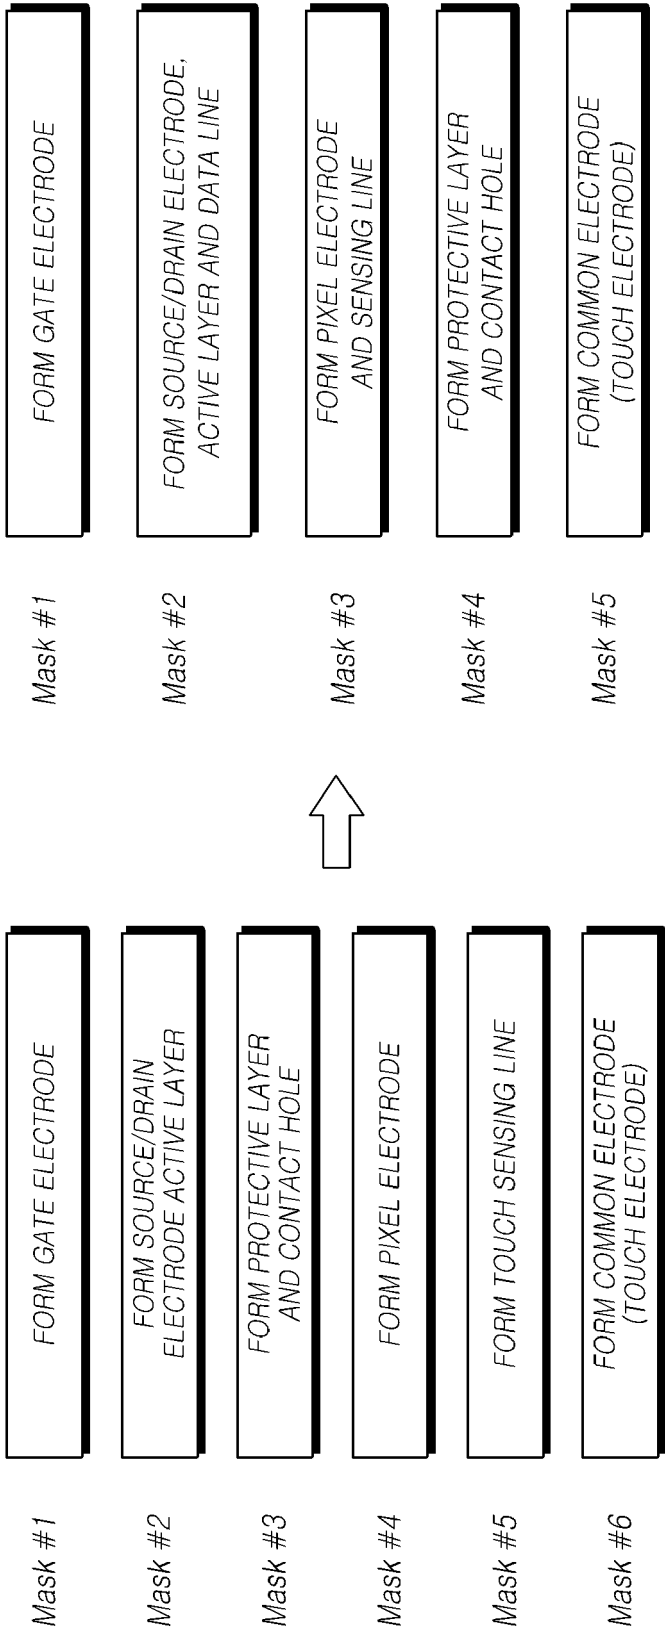 Mask #1
FORM GATE ELECTRODE
Mask #2
FORM SOURCE/DRAIN
ELECTRODE ACTIVE LAYER
Mask #3
FORM PROTECTIVE LAYER
AND CONTACT HOLE
Mask #4
FORM PIXEL ELECTRODE
Mask #5
FORM TOUCH SENSING LINE
Mask #6
FORM COMMON ELECTRODE
(TOUCH ELECTRODE)
Mask #1
FORM GATE ELECTRODE
Mask #2
FORM SOURCE/DRAIN ELECTRODE,
ACTIVE LAYER AND DATA LINE
Mask #3
FORM PIXEL ELECTRODE
AND SENSING LINE
Mask #4
FORM PROTECTIVE LAYER
AND CONTACT HOLE
Mask #5
FORM COMMON ELECTRODE
(TOUCH ELECTRODE)